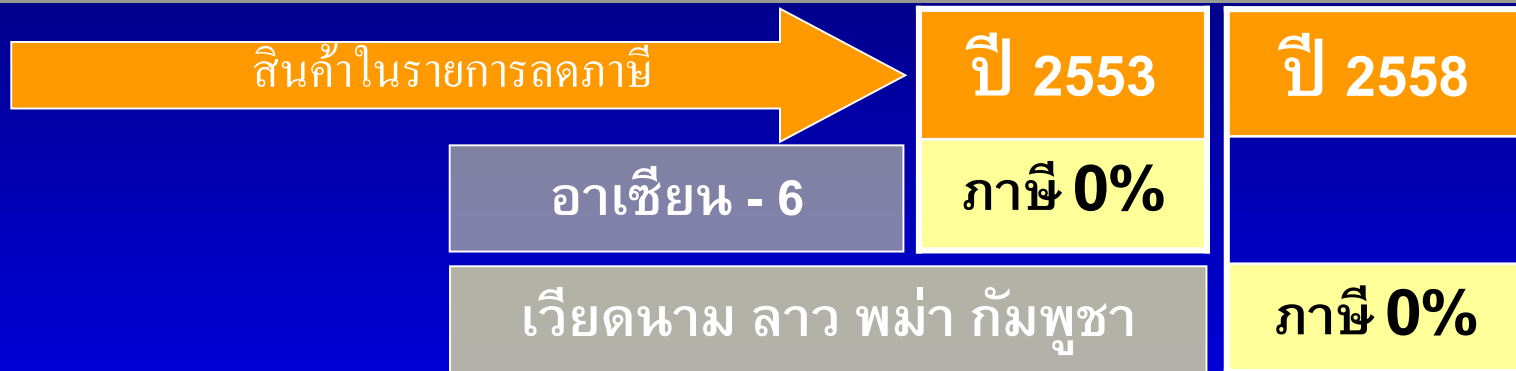 สินค้าในรายการลดภาษี
ปี 2553
ปี 2558
อาเซียน - 6
ภาษี 0%
เวียดนาม ลาว พม่า กัมพูชา
ภาษี 0%